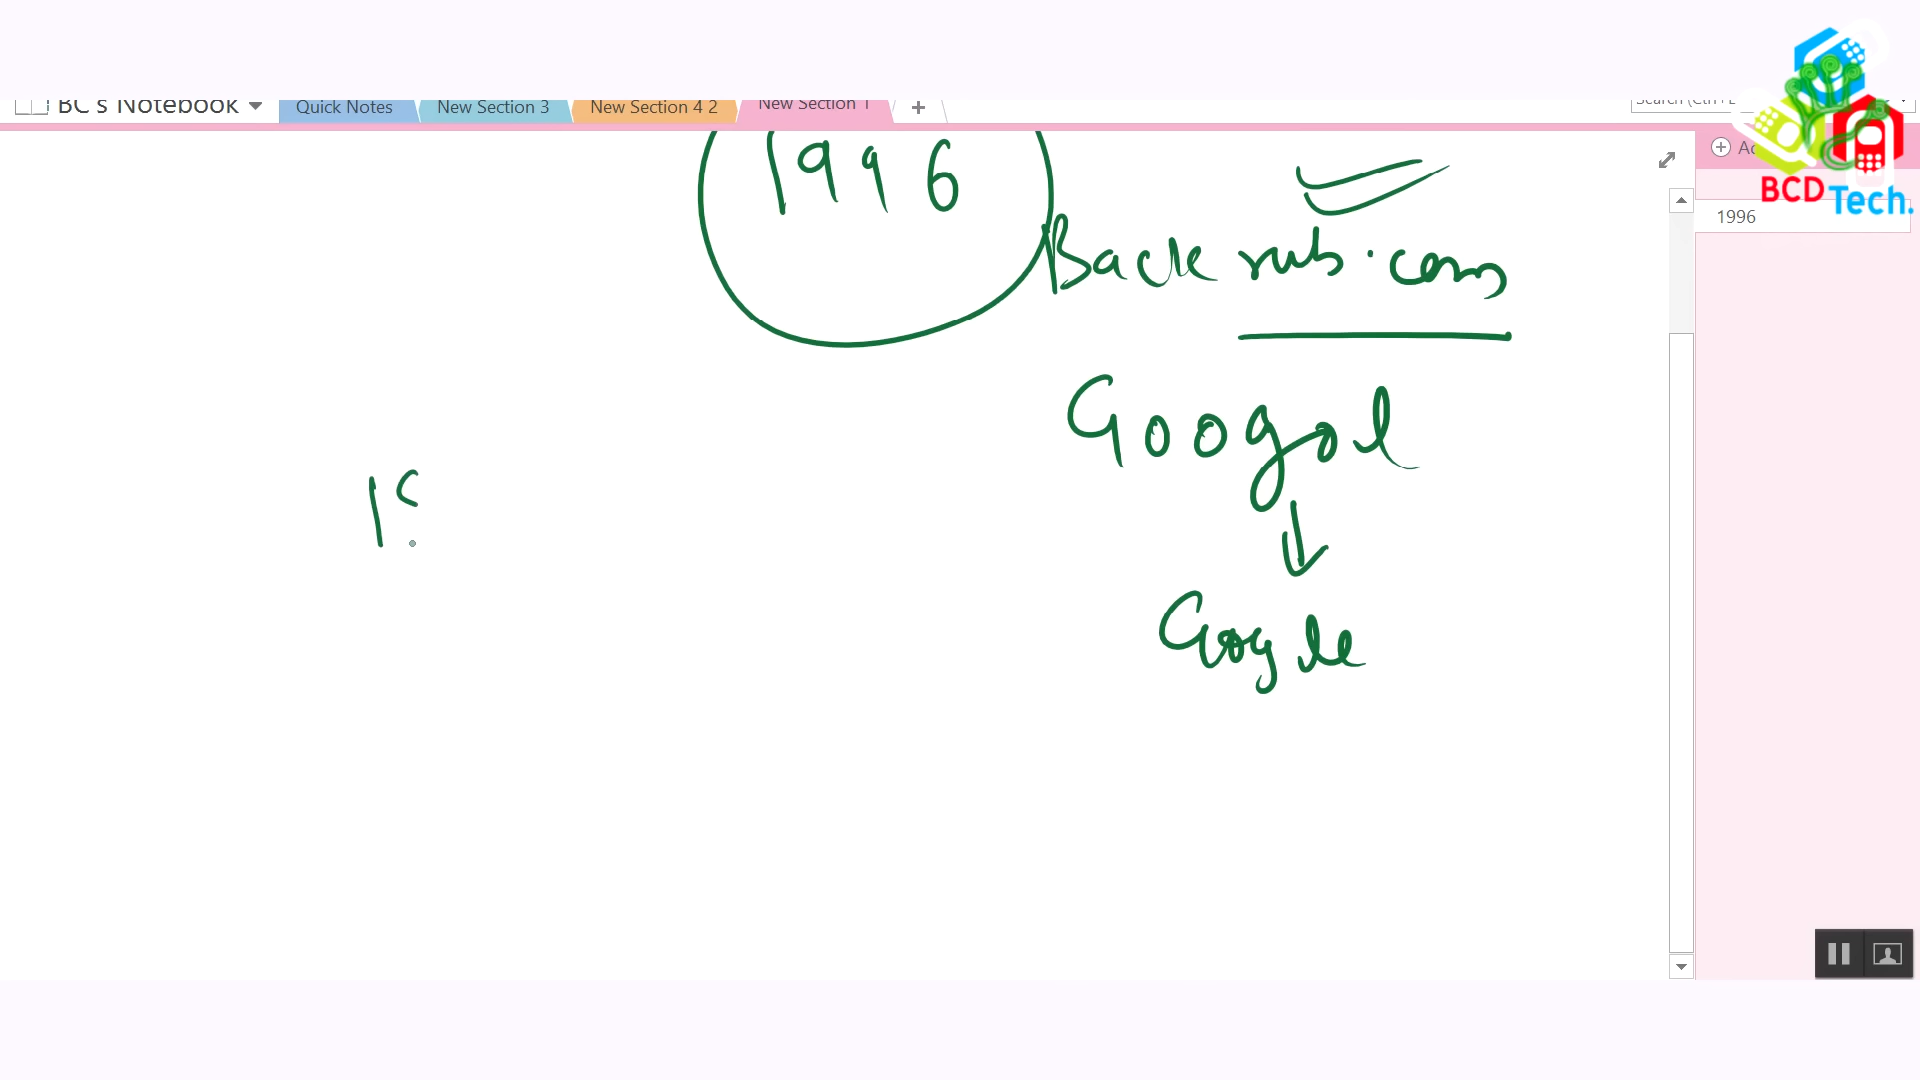 BC's Notebook
Quick Notes
New Section 3
New Section 4 2
New Section 1
+
BCD Tech.
1996
1996
Backrub.com
Googol
Google